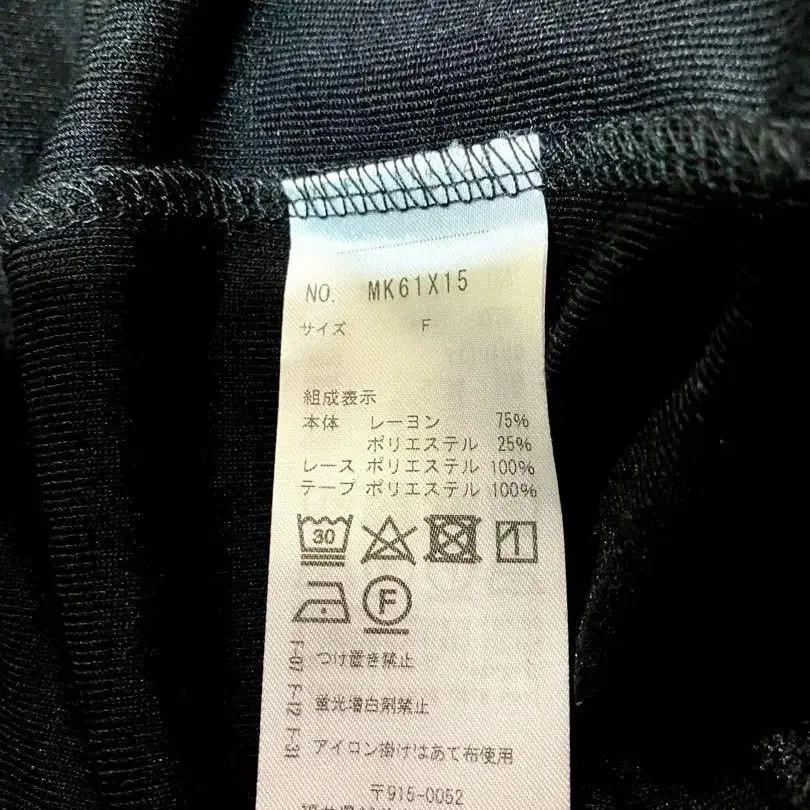 NO. MK61X15
サイズ F
組成表示
本体 レーヨン 75%
ポリエステル 25%
レース ポリエステル 100%
テープ ポリエステル 100%
30
F
つけ置き禁止
蛍光増白剤禁止
アイロン掛けはあて布使用
〒915-0052